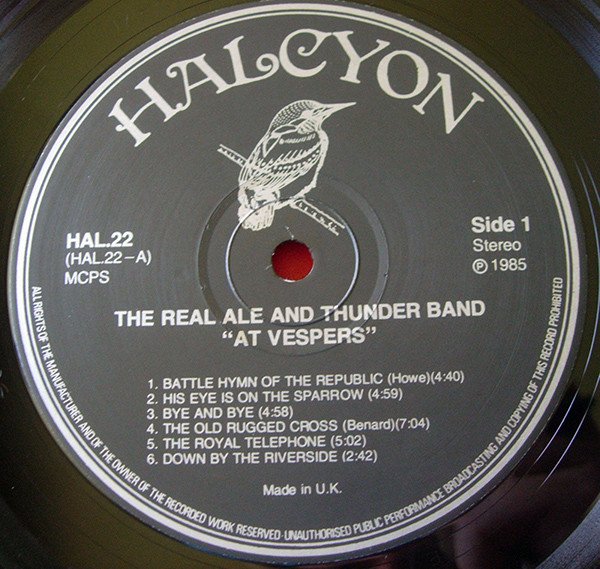 HALCYON
HAL.22
(HAL.22–A)
MCPS
Side 1
Stereo
Ⓟ 1985
THE REAL ALE AND THUNDER BAND
“AT VESPERS”
1. BATTLE HYMN OF THE REPUBLIC (Howe)(4:40)
2. HIS EYE IS ON THE SPARROW (4:59)
3. BYE AND BYE (4:58)
4. THE OLD RUGGED CROSS (Benard)(7:04)
5. THE ROYAL TELEPHONE (5:02)
6. DOWN BY THE RIVERSIDE (2:42)
Made in U.K.
ALL RIGHTS OF THE MANUFACTURER AND OF THE OWNER OF THE RECORDED WORK RESERVED·UNAUTHORISED PUBLIC PERFORMANCE BROADCASTING AND COPYING OF THIS RECORD PROHIBITED